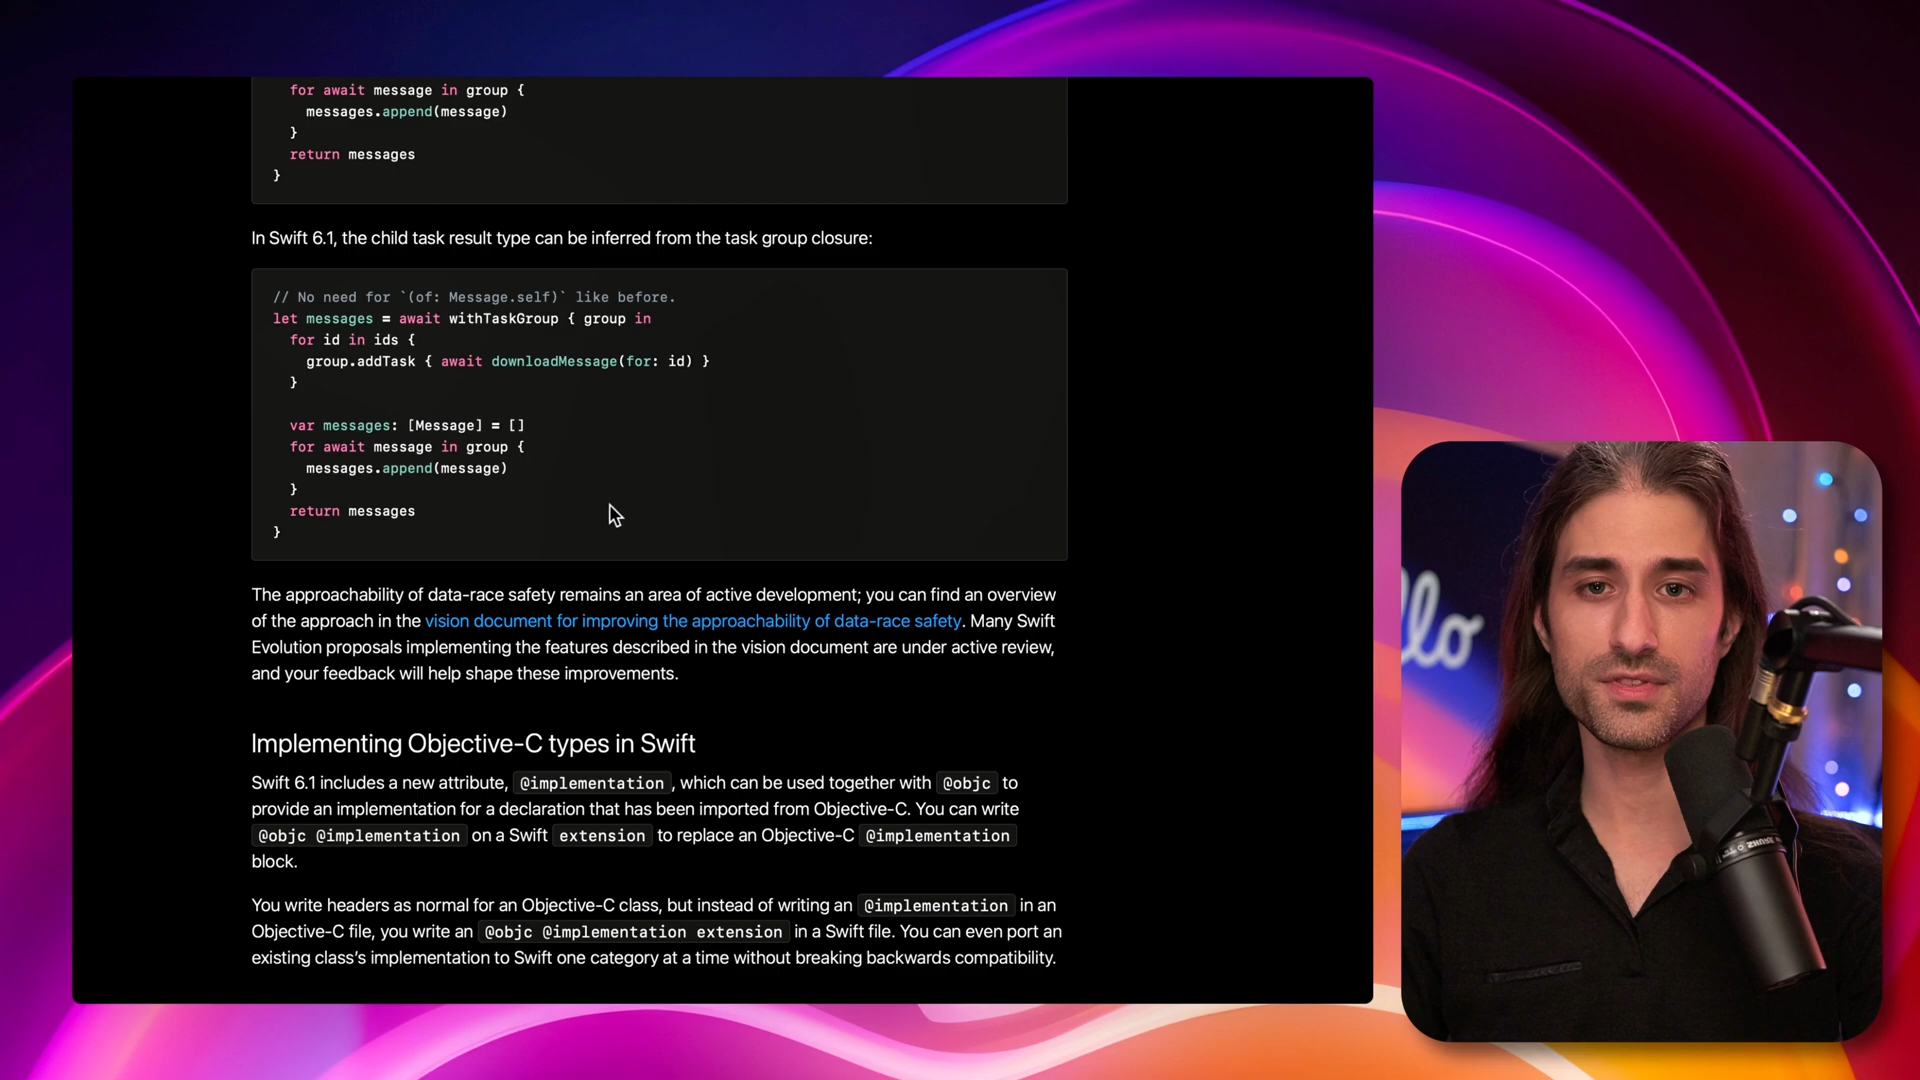 for await message in group {
messages.append(message)
}
return messages
}
In Swift 6.1, the child task result type can be inferred from the task group closure:
// No need for `(of: Message.self)` like before.
let messages = await withTaskGroup { group in
for id in ids {
group.addTask { await downloadMessage(for: id) }
}
var messages: [Message] = []
for await message in group {
messages.append(message)
}
return messages
}
The approachability of data-race safety remains an area of active development; you can find an overview
of the approach in the vision document for improving the approachability of data-race safety. Many Swift
Evolution proposals implementing the features described in the vision document are under active review,
and your feedback will help shape these improvements.
Implementing Objective-C types in Swift
Swift 6.1 includes a new attribute, @implementation, which can be used together with @objc to
provide an implementation for a declaration that has been imported from Objective-C. You can write
@objc @implementation on a Swift extension to replace an Objective-C @implementation
block.
You write headers as normal for an Objective-C class, but instead of writing an @implementation in an
Objective-C file, you write an @objc @implementation extension in a Swift file. You can even port an
existing class's implementation to Swift one category at a time without breaking backwards compatibility.
llo
SHURE